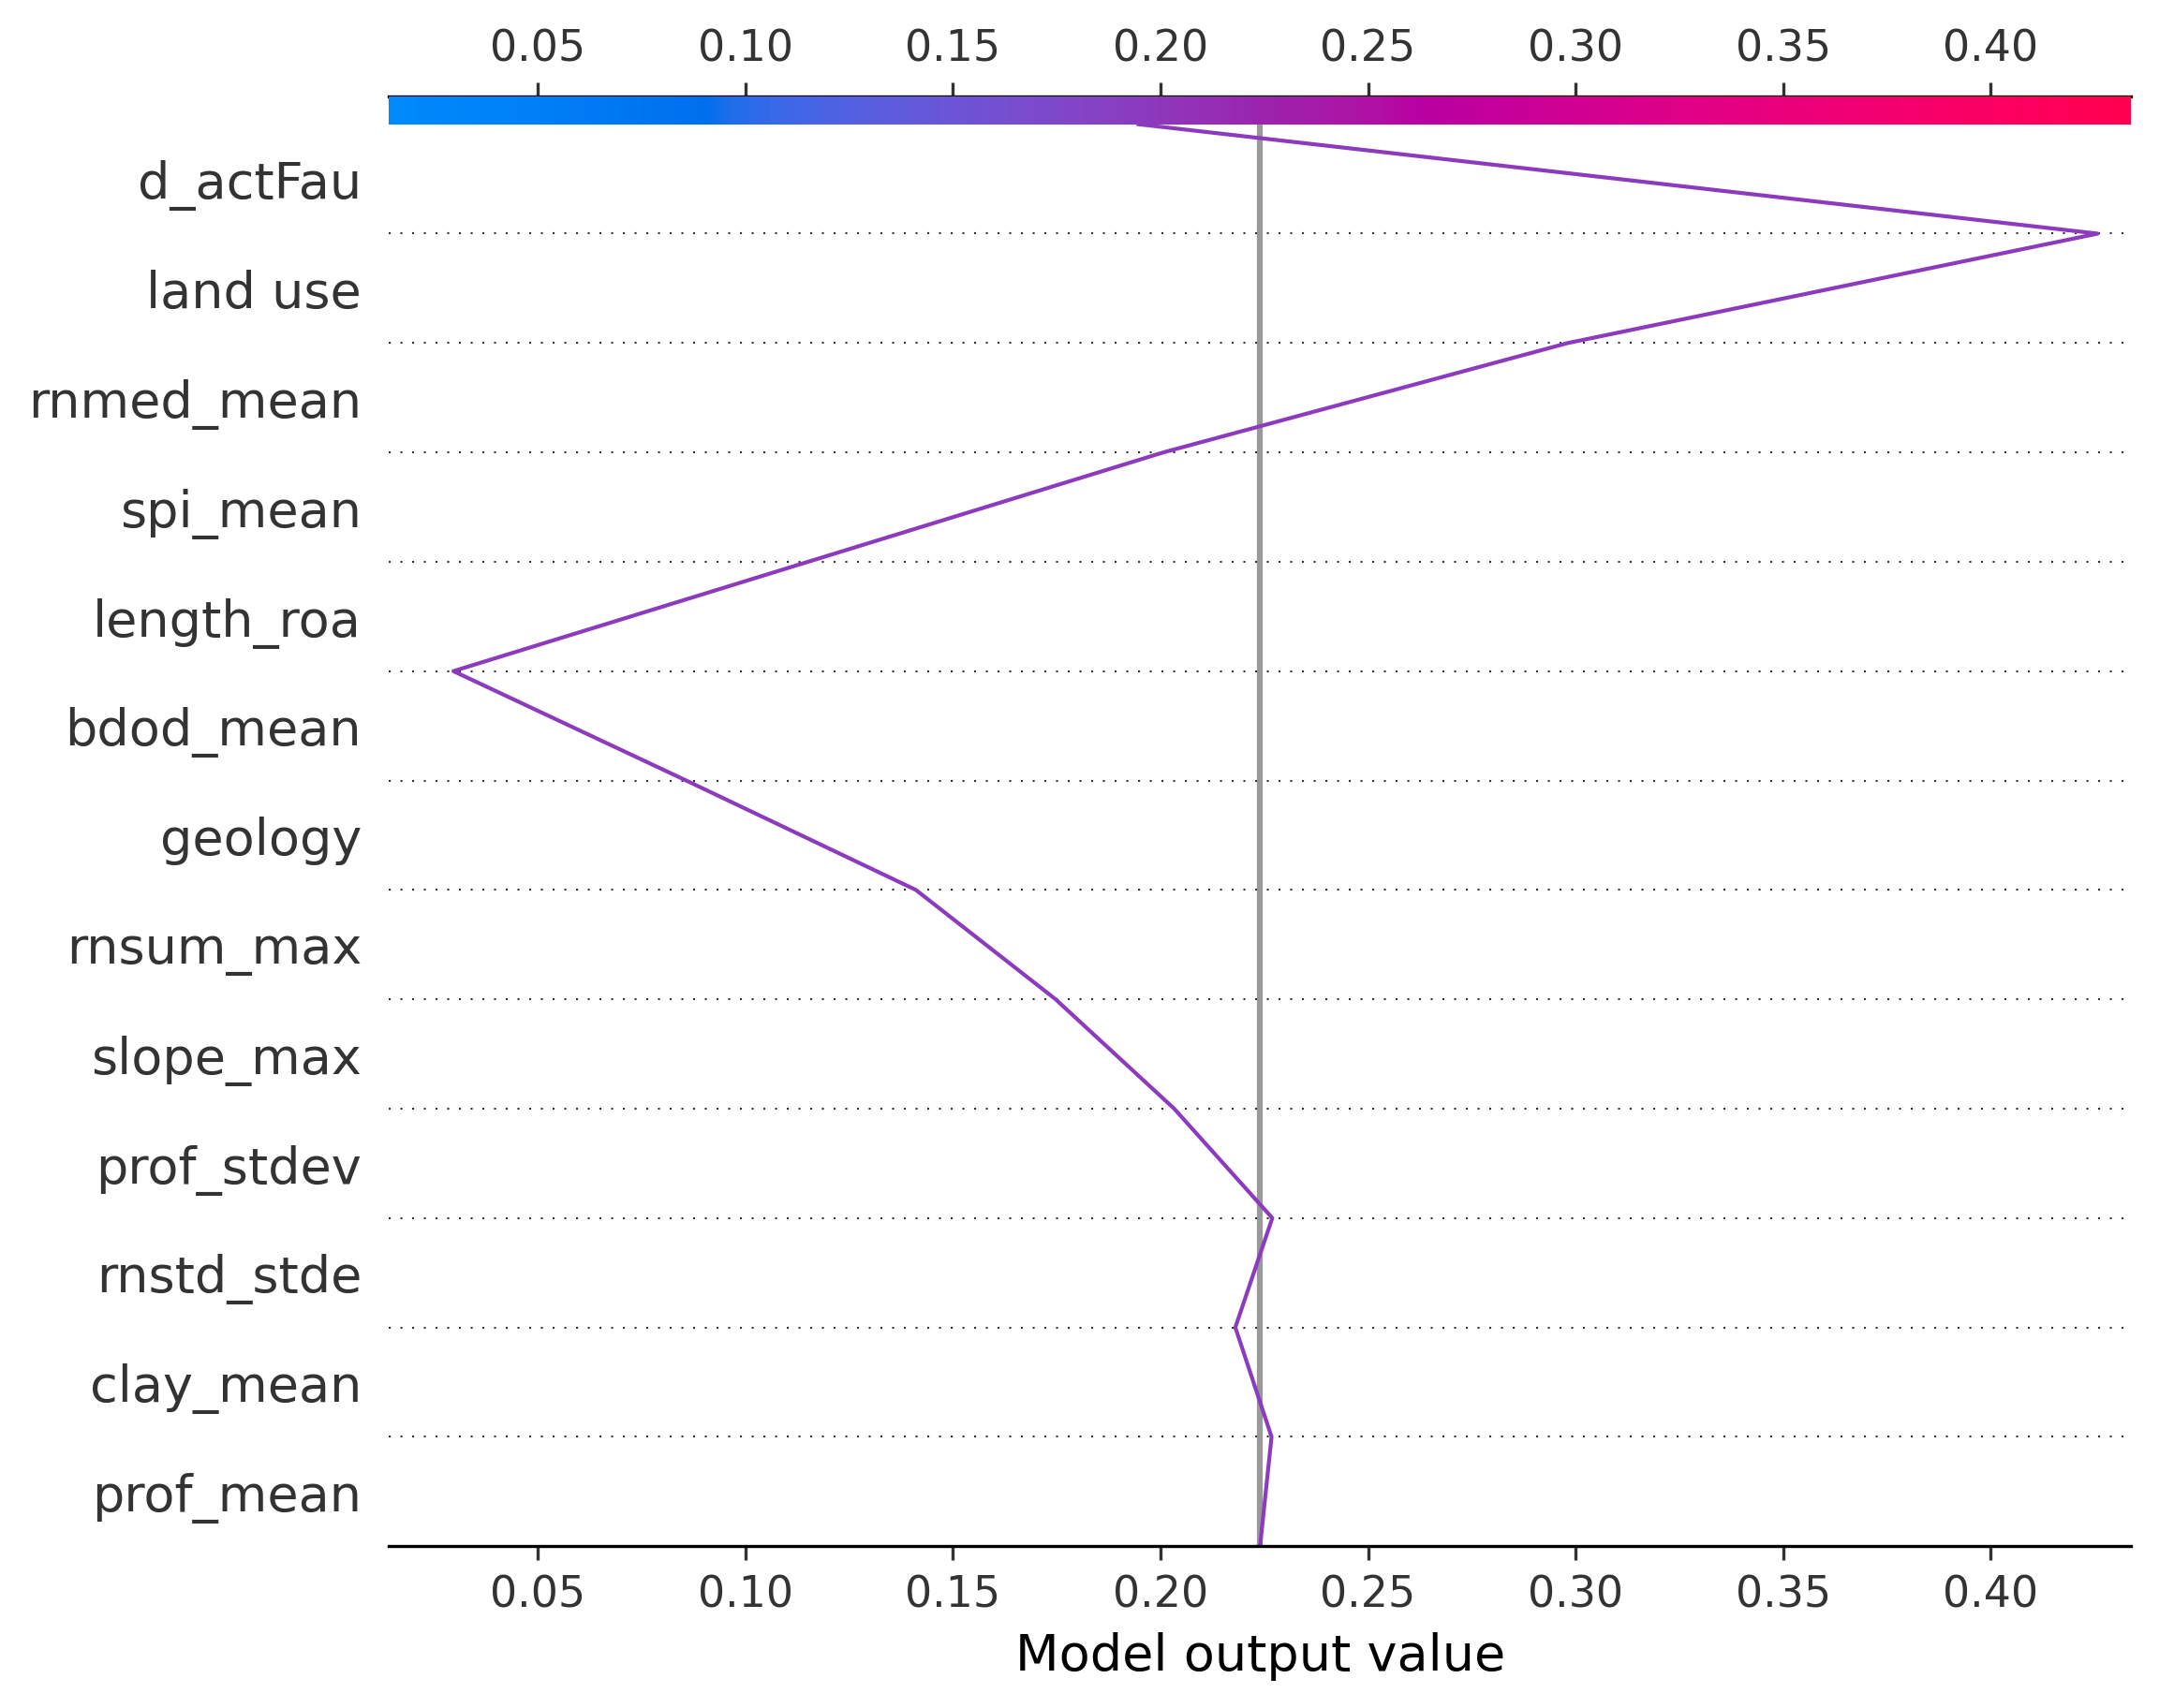 0.05 0.10 0.15 0.20 0.25 0.30 0.35 0.40
d_actFau
land use
rnmed_mean
spi_mean
length_roa
bdod_mean
geology
rnsum_max
slope_max
prof_stdev
rnstd_stde
clay_mean
prof_mean
0.05 0.10 0.15 0.20 0.25 0.30 0.35 0.40
Model output value